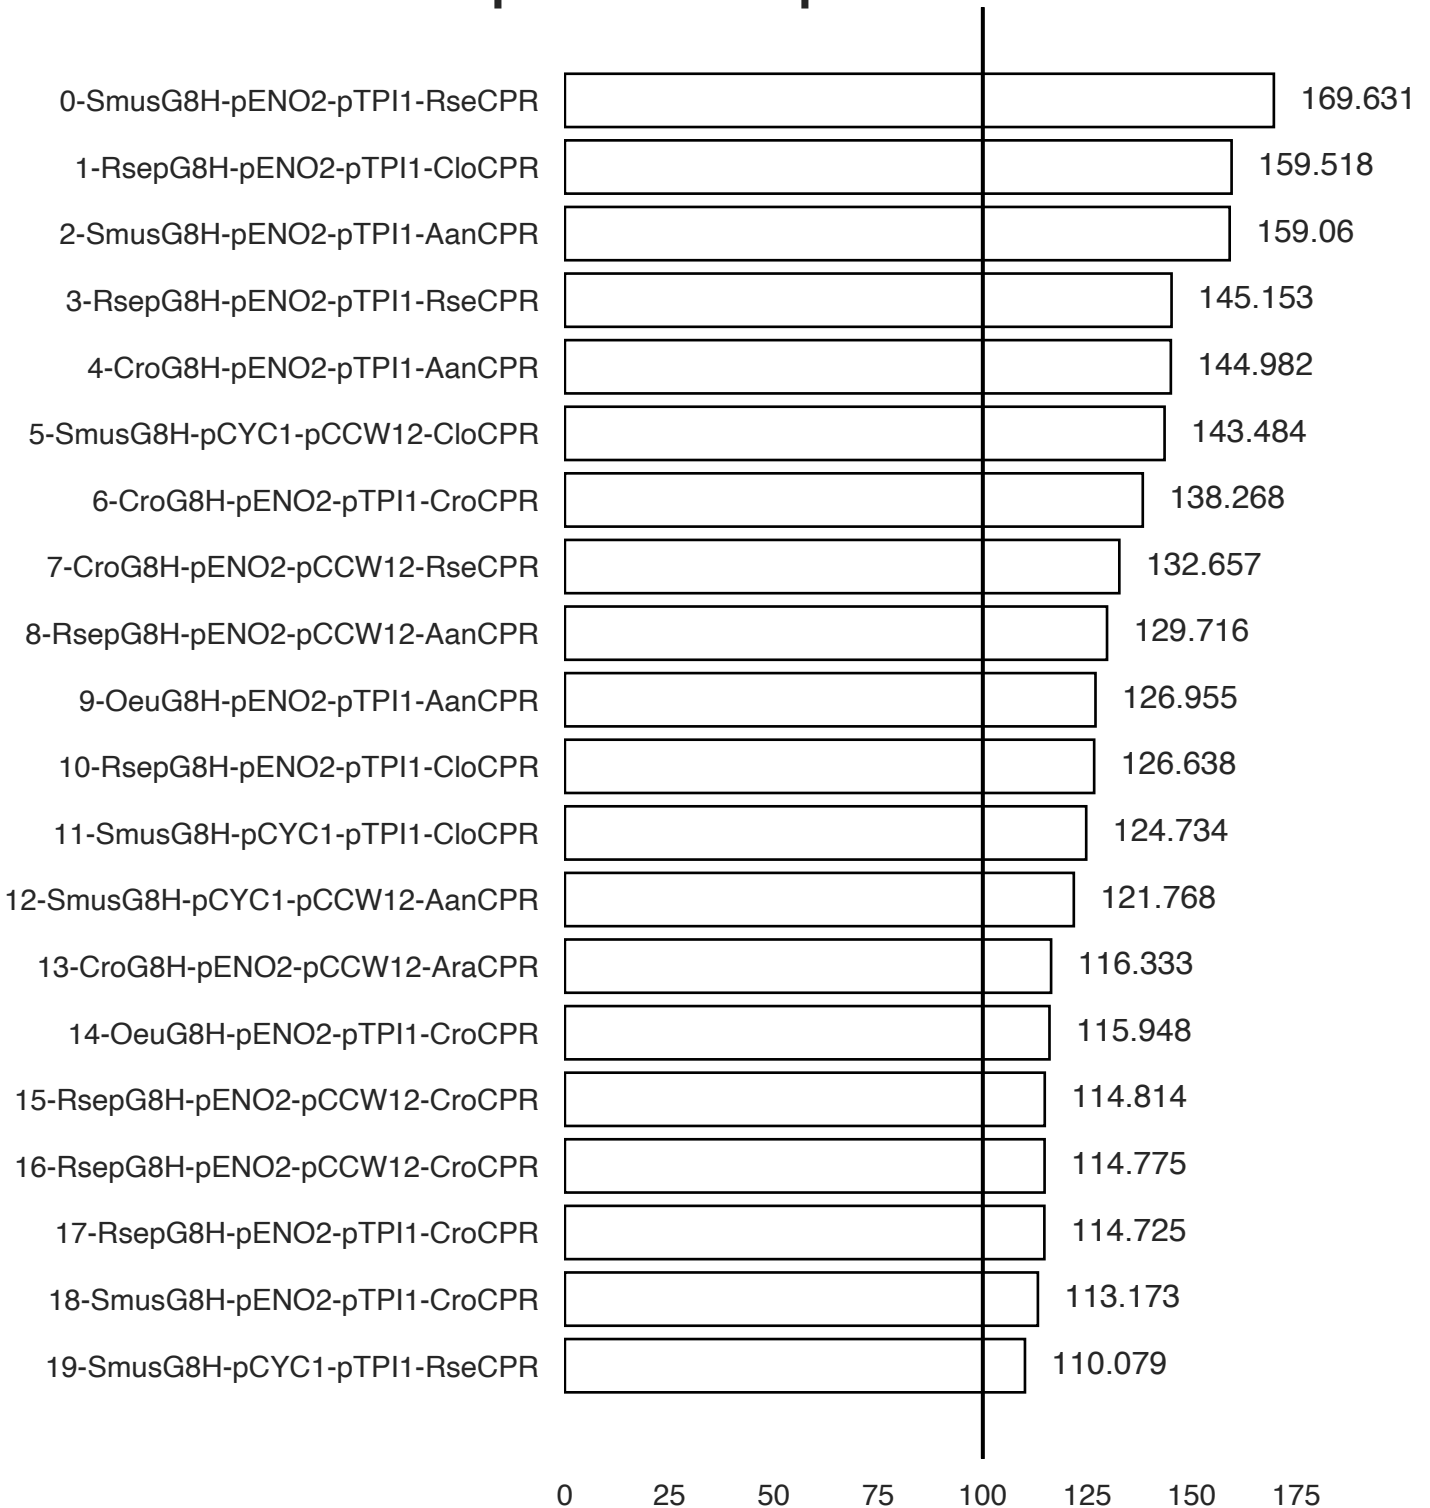 0-SmusG8H-pENO2-pTPI1-RseCPR 169.631
1-RsepG8H-pENO2-pTPI1-CloCPR 159.518
2-SmusG8H-pENO2-pTPI1-AanCPR 159.06
3-RsepG8H-pENO2-pTPI1-RseCPR 145.153
4-CroG8H-pENO2-pTPI1-AanCPR 144.982
5-SmusG8H-pCYC1-pCCW12-CloCPR 143.484
6-CroG8H-pENO2-pTPI1-CroCPR 138.268
7-CroG8H-pENO2-pCCW12-RseCPR 132.657
8-RsepG8H-pENO2-pCCW12-AanCPR 129.716
9-OeuG8H-pENO2-pTPI1-AanCPR 126.955
10-RsepG8H-pENO2-pTPI1-CloCPR 126.638
11-SmusG8H-pCYC1-pTPI1-CloCPR 124.734
12-SmusG8H-pCYC1-pCCW12-AanCPR 121.768
13-CroG8H-pENO2-pCCW12-AraCPR 116.333
14-OeuG8H-pENO2-pTPI1-CroCPR 115.948
15-RsepG8H-pENO2-pCCW12-CroCPR 114.814
16-RsepG8H-pENO2-pCCW12-CroCPR 114.775
17-RsepG8H-pENO2-pTPI1-CroCPR 114.725
18-SmusG8H-pENO2-pTPI1-CroCPR 113.173
19-SmusG8H-pCYC1-pTPI1-RseCPR 110.079
0 25 50 75 100 125 150 175